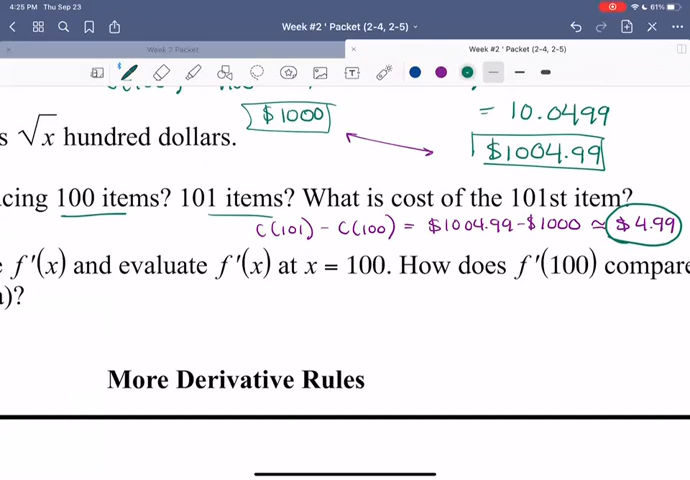 4:25 PM Thu Sep 23
61%
Week #2 ' Packet (2-4, 2-5)
Week 2 Packet
Week #2 ' Packet (2-4, 2-5)
$1000
= 10.0499
s √x hundred dollars.
$1004.99
cing 100 items? 101 items? What is cost of the 101st item?
C(101) - C(100) = $1004.99 - $1000 ≈ $4.99
e f'(x) and evaluate f'(x) at x = 100. How does f'(100) compare
)?
More Derivative Rules